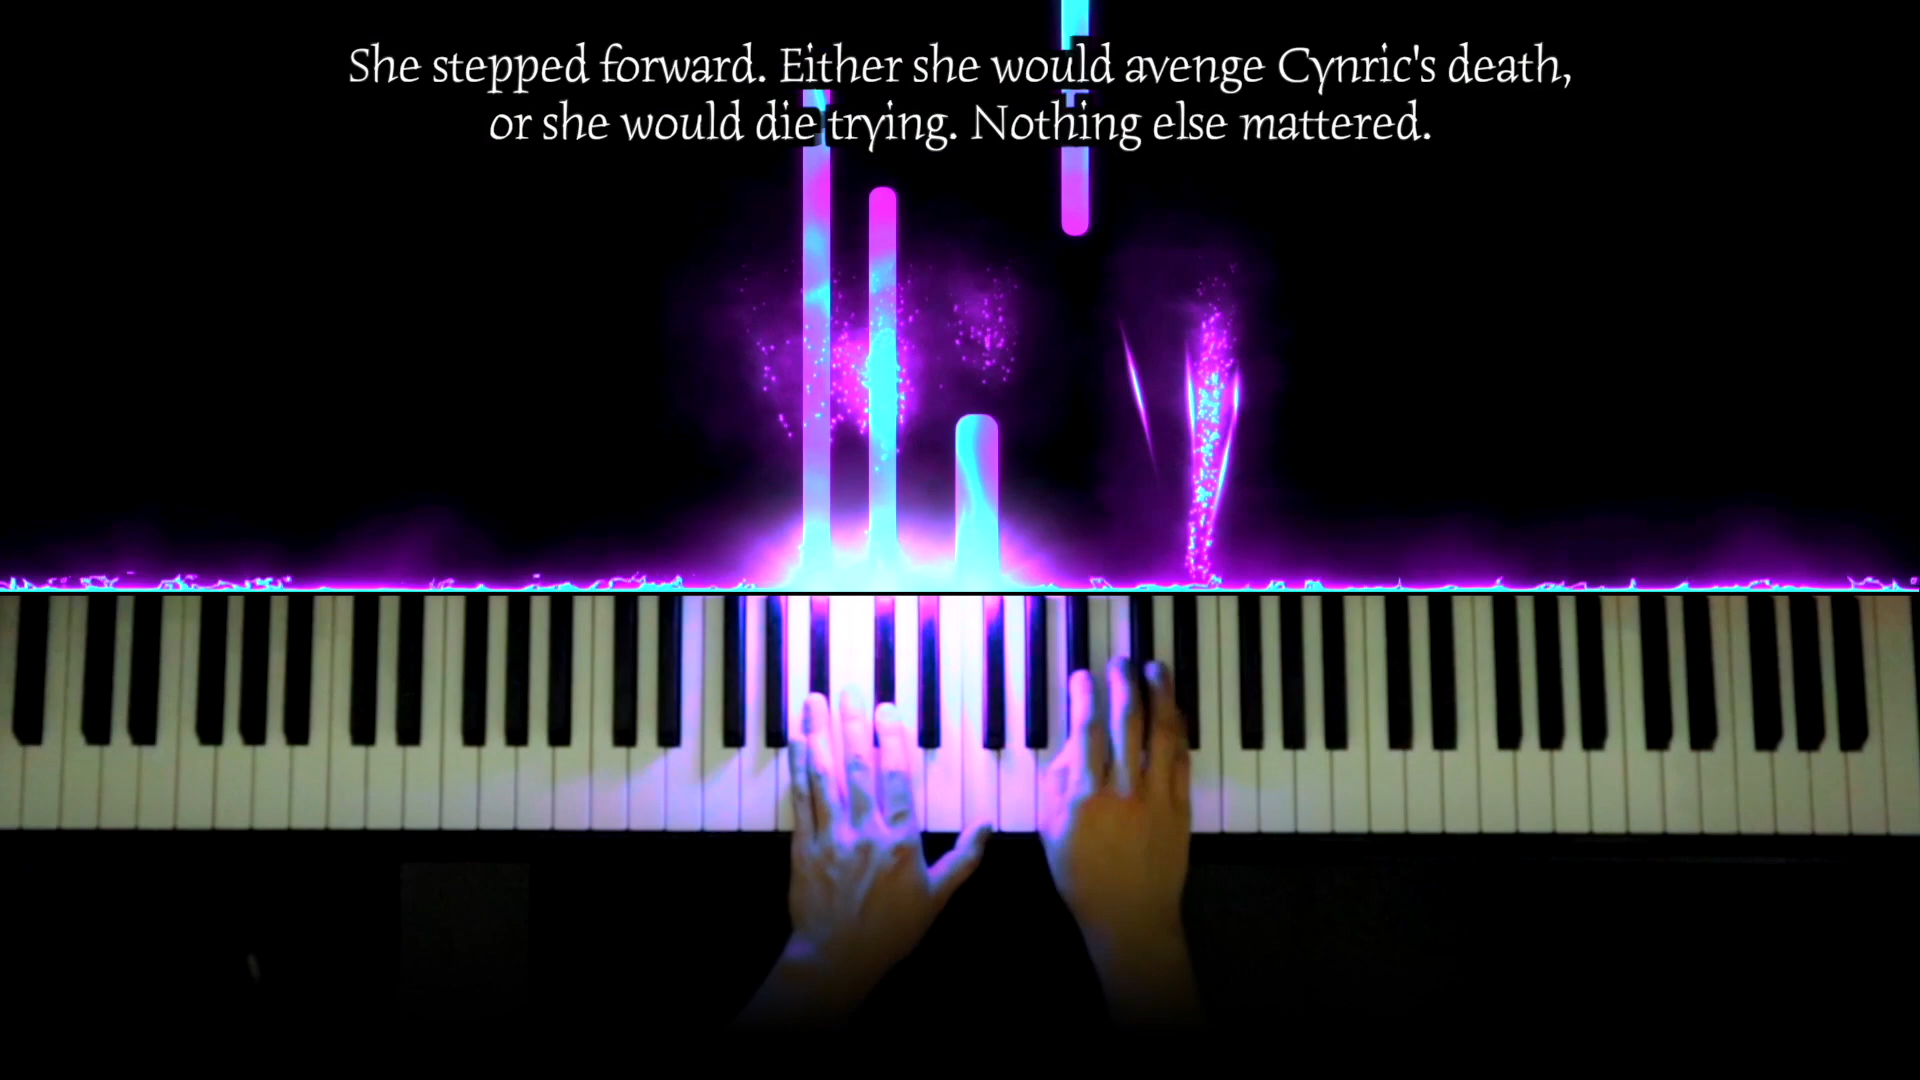 She stepped forward. Either she would avenge Cynric's death,
or she would die trying. Nothing else mattered.